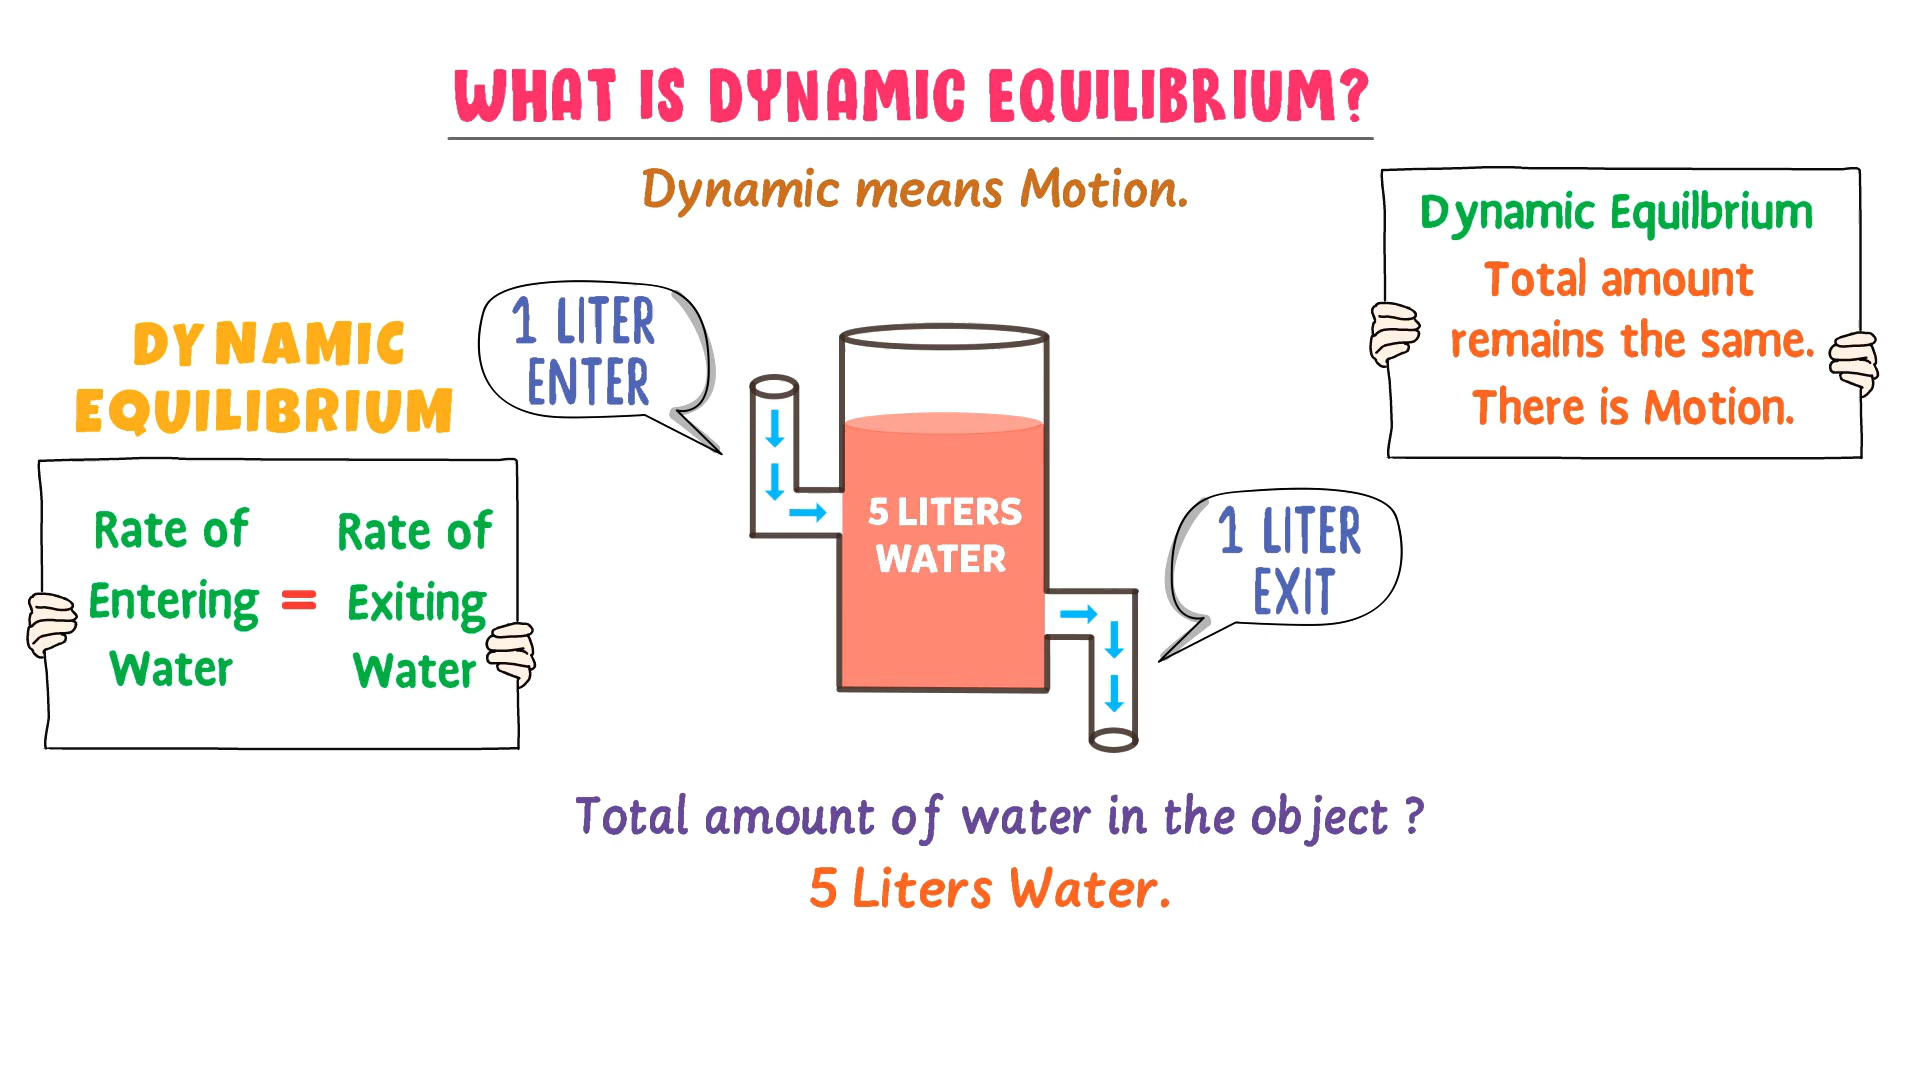 WHAT IS DYNAMIC EQUILIBRIUM?
Dynamic means Motion.
Dynamic Equilbrium
Total amount
remains the same.
There is Motion.
1 LITER
ENTER
DYNAMIC
EQUILIBRIUM
Rate of
Entering
Water
=
Rate of
Exiting
Water
5 LITERS
WATER
1 LITER
EXIT
Total amount of water in the object ?
5 Liters Water.